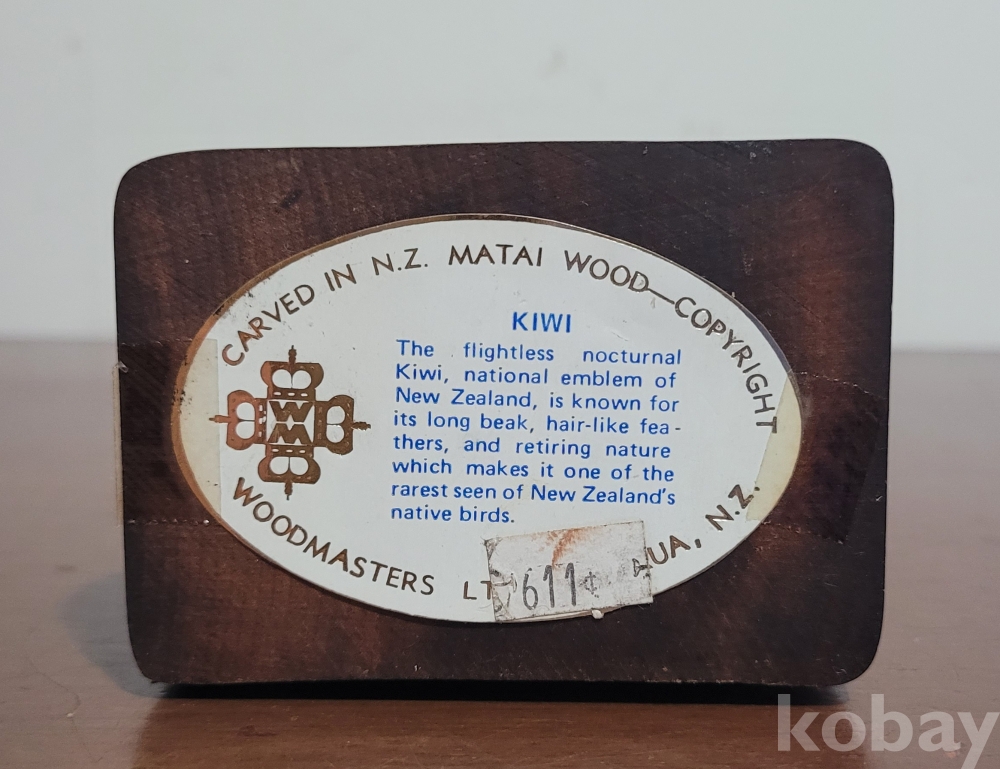 CARVED IN N.Z. MATAI WOOD—COPYRIGHT
KIWI
The flightless nocturnal
Kiwi, national emblem of
New Zealand, is known for
its long beak, hair-like fea-
thers, and retiring nature
which makes it one of the
rarest seen of New Zealand's
native birds.
WM
WOODMASTERS N.Z.
611¢
kobay